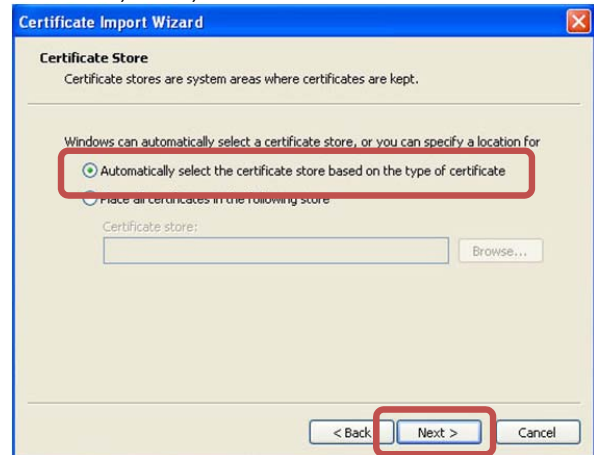 Certificate Import Wizard
Certificate Store
Certificate stores are system areas where certificates are kept.
Windows can automatically select a certificate store, or you can specify a location for
Automatically select the certificate store based on the type of certificate
Place all certificates in the following store
Certificate store:
Browse...
< Back
Next >
Cancel